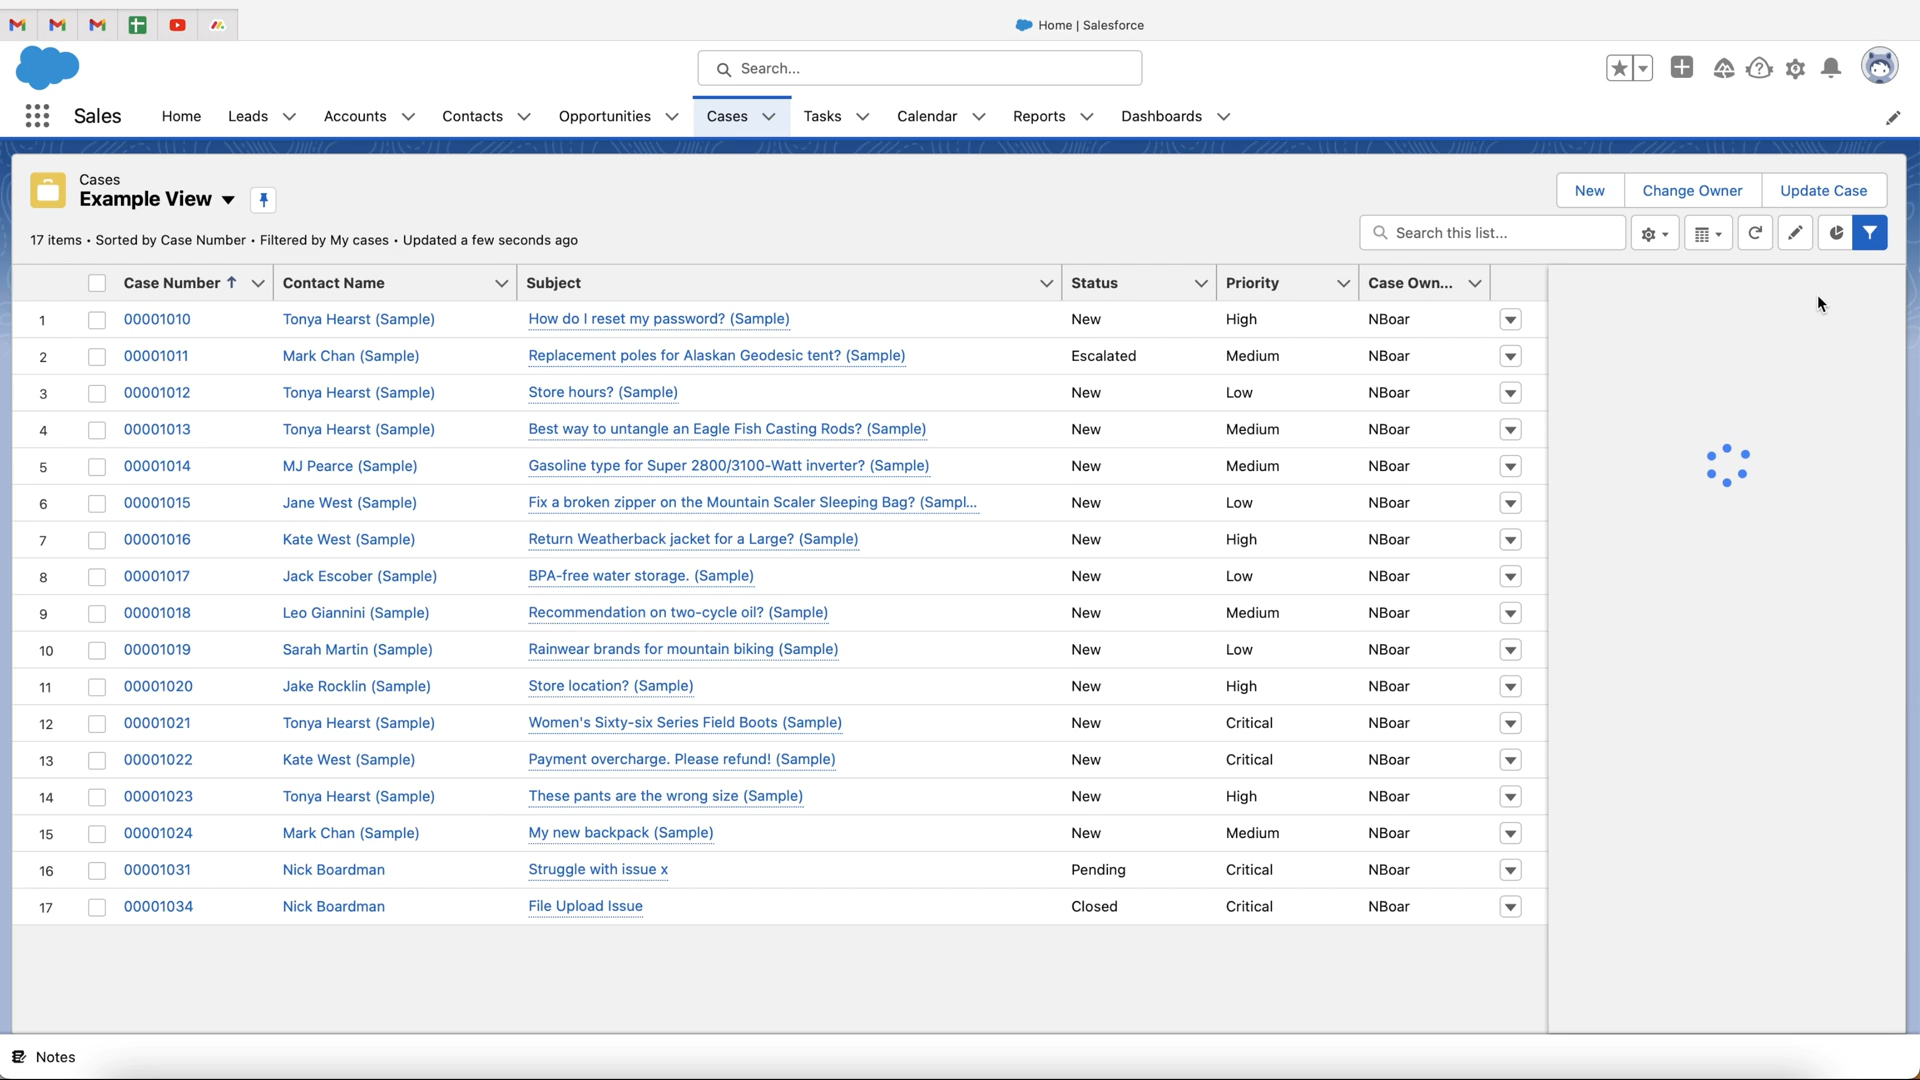 Home | Salesforce
Search...
Sales
Home
Leads
Accounts
Contacts
Opportunities
Cases
Tasks
Calendar
Reports
Dashboards
Cases
Example View
New
Change Owner
Update Case
17 items • Sorted by Case Number • Filtered by My cases • Updated a few seconds ago
Search this list...
Case Number Contact Name Subject Status Priority Case Own...
1 00001010 Tonya Hearst (Sample) How do I reset my password? (Sample) New High NBoar
2 00001011 Mark Chan (Sample) Replacement poles for Alaskan Geodesic tent? (Sample) Escalated Medium NBoar
3 00001012 Tonya Hearst (Sample) Store hours? (Sample) New Low NBoar
4 00001013 Tonya Hearst (Sample) Best way to untangle an Eagle Fish Casting Rods? (Sample) New Medium NBoar
5 00001014 MJ Pearce (Sample) Gasoline type for Super 2800/3100-Watt inverter? (Sample) New Medium NBoar
6 00001015 Jane West (Sample) Fix a broken zipper on the Mountain Scaler Sleeping Bag? (Sampl... New Low NBoar
7 00001016 Kate West (Sample) Return Weatherback jacket for a Large? (Sample) New High NBoar
8 00001017 Jack Escober (Sample) BPA-free water storage. (Sample) New Low NBoar
9 00001018 Leo Giannini (Sample) Recommendation on two-cycle oil? (Sample) New Medium NBoar
10 00001019 Sarah Martin (Sample) Rainwear brands for mountain biking (Sample) New Low NBoar
11 00001020 Jake Rocklin (Sample) Store location? (Sample) New High NBoar
12 00001021 Tonya Hearst (Sample) Women's Sixty-six Series Field Boots (Sample) New Critical NBoar
13 00001022 Kate West (Sample) Payment overcharge. Please refund! (Sample) New Critical NBoar
14 00001023 Tonya Hearst (Sample) These pants are the wrong size (Sample) New High NBoar
15 00001024 Mark Chan (Sample) My new backpack (Sample) New Medium NBoar
16 00001031 Nick Boardman Struggle with issue x Pending Critical NBoar
17 00001034 Nick Boardman File Upload Issue Closed Critical NBoar
Notes